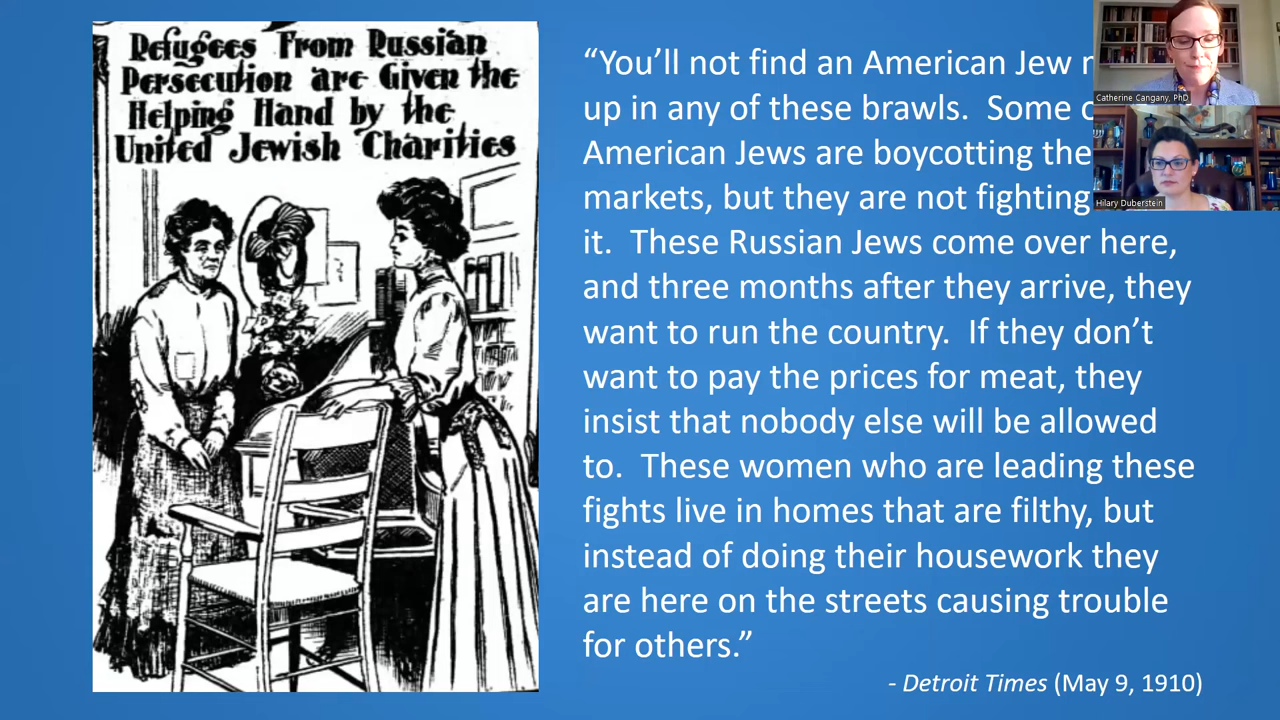 Refugees From Russian
Persecution are Given the
Helping Hand by the
United Jewish Charities
“You’ll not find an American Jew
up in any of these brawls. Some
American Jews are boycotting the
markets, but they are not fighting
it. These Russian Jews come over here,
and three months after they arrive, they
want to run the country. If they don’t
want to pay the prices for meat, they
insist that nobody else will be allowed
to. These women who are leading these
fights live in homes that are filthy, but
instead of doing their housework they
are here on the streets causing trouble
for others.”
- Detroit Times (May 9, 1910)
Catherine Cangany, PhD
Hilary Duberstein